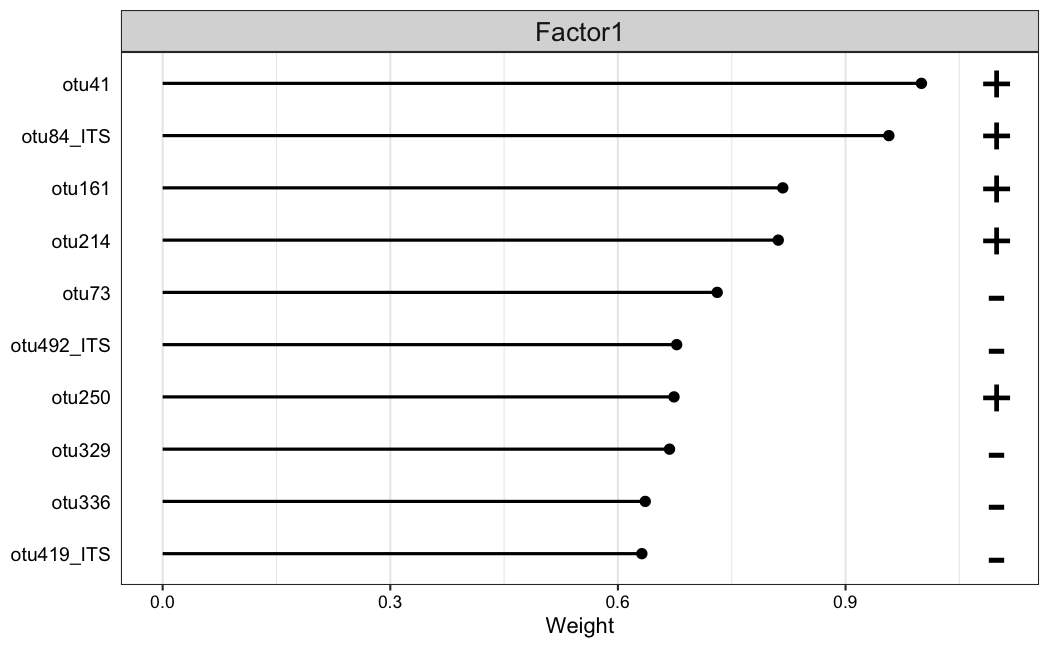 Factor1
otu41 +
otu84_ITS +
otu161 +
otu214 +
otu73 -
otu492_ITS -
otu250 +
otu329 -
otu336 -
otu419_ITS -
0.0 0.3 0.6 0.9
Weight